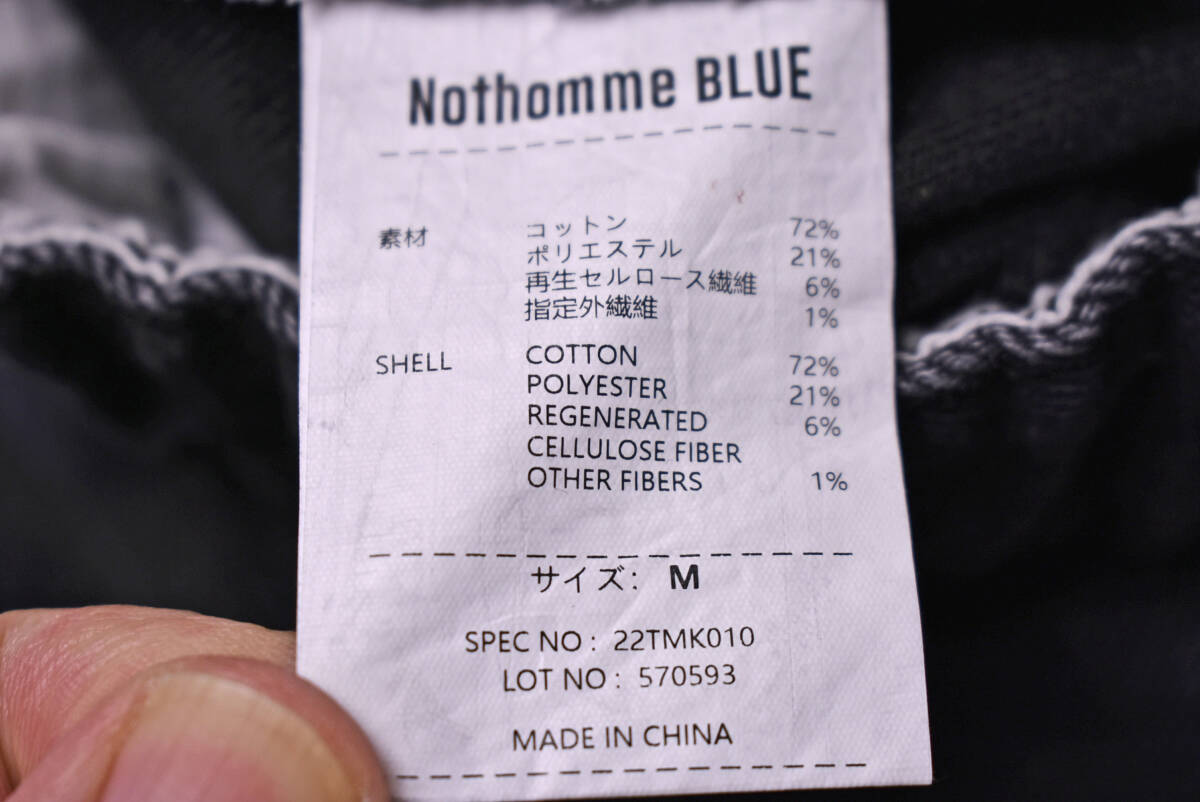 Nothomme BLUE
素材 コットン 72%
ポリエステル 21%
再生セルロース繊維 6%
指定外繊維 1%
SHELL COTTON 72%
POLYESTER 21%
REGENERATED 6%
CELLULOSE FIBER
OTHER FIBERS 1%
サイズ: M
SPEC NO : 22TMK010
LOT NO : 570593
MADE IN CHINA